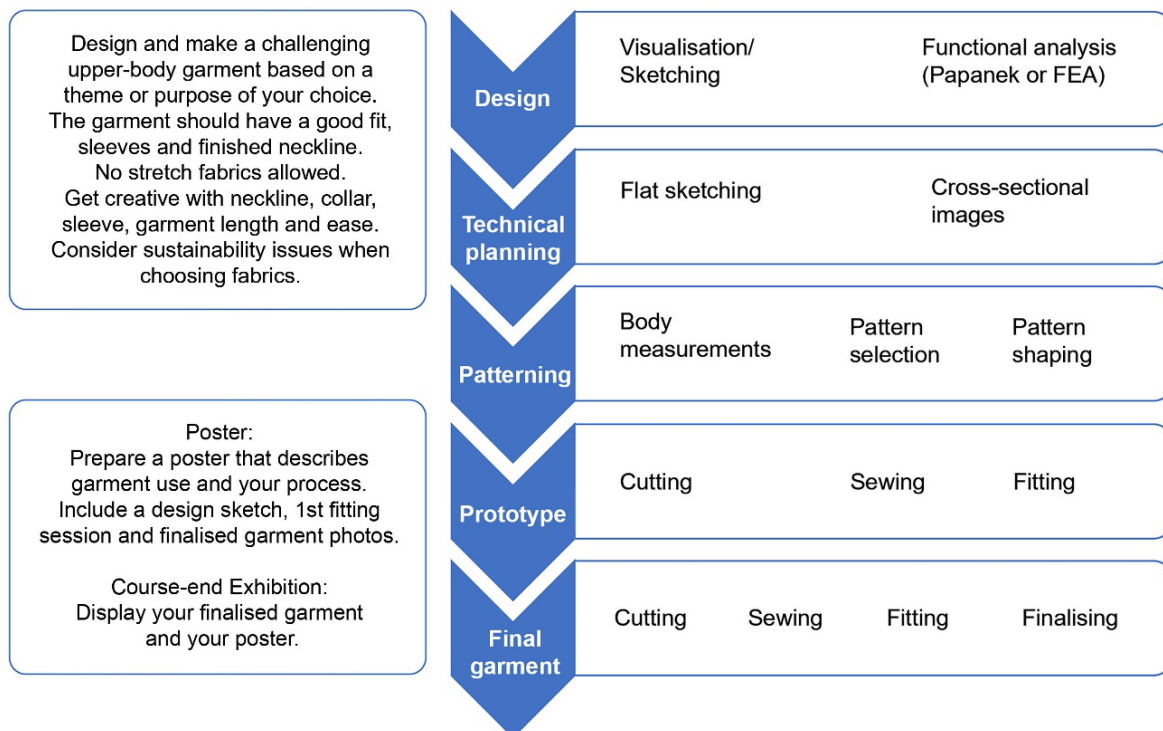 Design and make a challenging
upper-body garment based on a
theme or purpose of your choice.
The garment should have a good fit,
sleeves and finished neckline.
No stretch fabrics allowed.
Get creative with neckline, collar,
sleeve, garment length and ease.
Consider sustainability issues when
choosing fabrics.
Poster:
Prepare a poster that describes
garment use and your process.
Include a design sketch, 1st fitting
session and finalised garment photos.
Course-end Exhibition:
Display your finalised garment
and your poster.
Design
Visualisation/
Sketching
Functional analysis
(Papanek or FEA)
Technical
planning
Flat sketching
Cross-sectional
images
Patterning
Body
measurements
Pattern
selection
Pattern
shaping
Prototype
Cutting
Sewing
Fitting
Final
garment
Cutting
Sewing
Fitting
Finalising